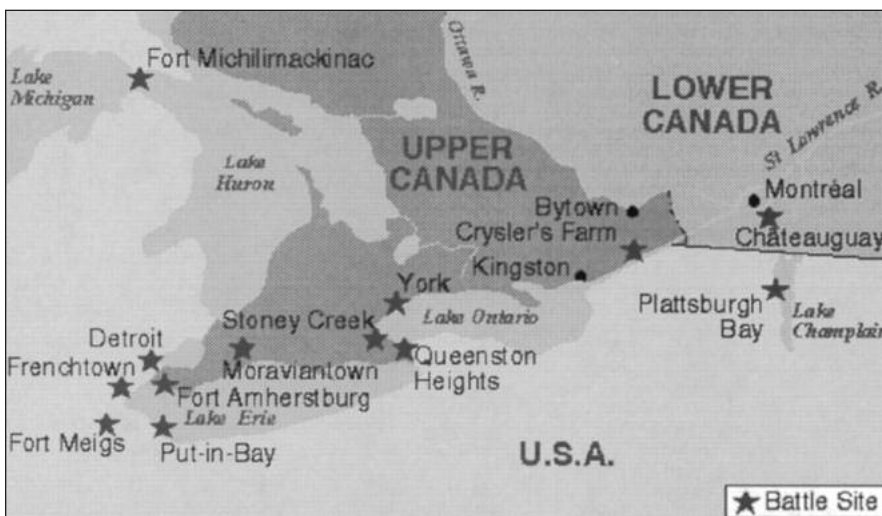 Fort Michilimackinac
Lake
Michigan
Ottawa R.
LOWER
CANADA
St Lawrence R.
UPPER
CANADA
Lake
Huron
Montréal
Bytown
Crysler's Farm
Châteauguay
Kingston
York
Plattsburgh
Bay
Lake
Champlain
Lake Ontario
Stoney Creek
Detroit
Frenchtown
Moraviantown
Queenston
Heights
Fort Amherstburg
Lake Erie
Fort Meigs
Put-in-Bay
U.S.A.
Battle Site